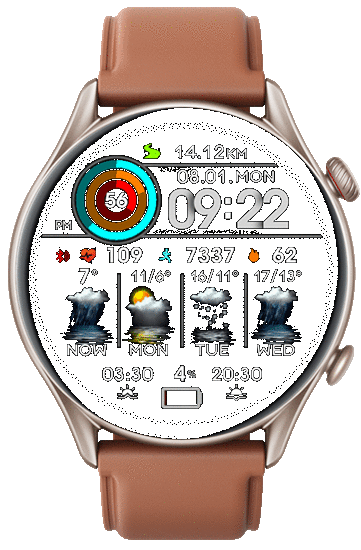 14.12KM
08.01. MON
56
PM 09:22
109 7337 62
7° 11/6° 16/11° 17/13°
NOW MON TUE WED
03:30 4% 20:30